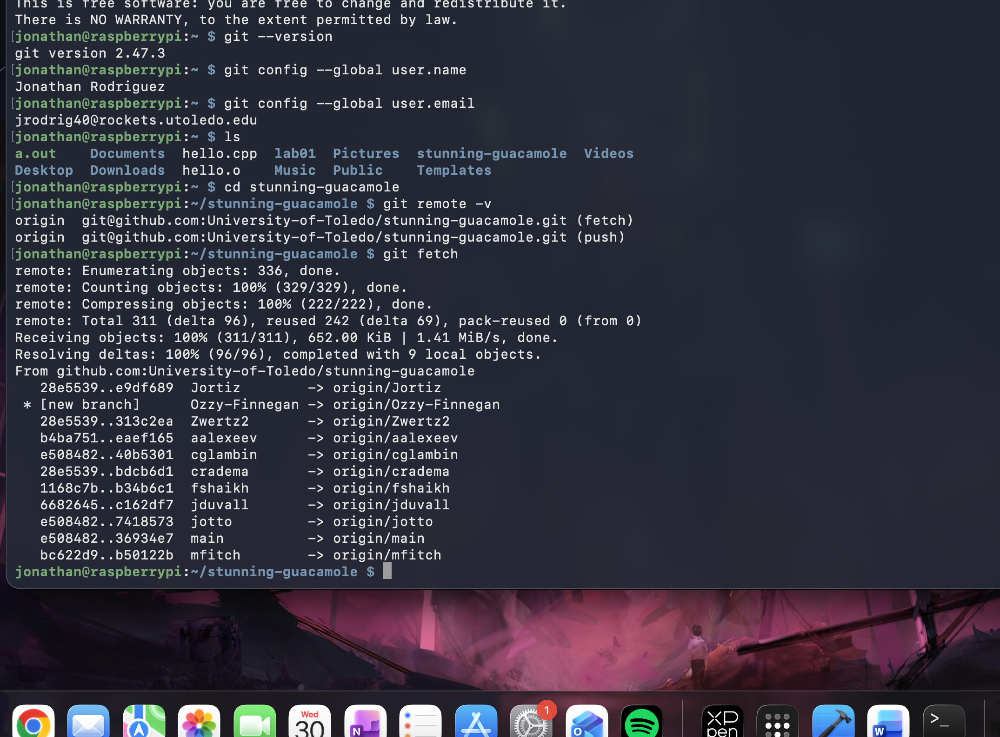 This is free software: you are free to change and redistribute it.
There is NO WARRANTY, to the extent permitted by law.
[jonathan@raspberrypi:~ $ git --version
git version 2.47.3
[jonathan@raspberrypi:~ $ git config --global user.name
Jonathan Rodriguez
[jonathan@raspberrypi:~ $ git config --global user.email
jrodrig40@rockets.utoledo.edu
[jonathan@raspberrypi:~ $ ls
a.out    Documents  hello.cpp  lab01  Pictures  stunning-guacamole  Videos
Desktop  Downloads  hello.o    Music  Public    Templates
[jonathan@raspberrypi:~ $ cd stunning-guacamole
[jonathan@raspberrypi:~/stunning-guacamole $ git remote -v
origin  git@github.com:University-of-Toledo/stunning-guacamole.git (fetch)
origin  git@github.com:University-of-Toledo/stunning-guacamole.git (push)
[jonathan@raspberrypi:~/stunning-guacamole $ git fetch
remote: Enumerating objects: 336, done.
remote: Counting objects: 100% (329/329), done.
remote: Compressing objects: 100% (222/222), done.
remote: Total 311 (delta 96), reused 242 (delta 69), pack-reused 0 (from 0)
Receiving objects: 100% (311/311), 652.00 KiB | 1.41 MiB/s, done.
Resolving deltas: 100% (96/96), completed with 9 local objects.
From github.com:University-of-Toledo/stunning-guacamole
   28e5539..e9df689  Jortiz        -> origin/Jortiz
 * [new branch]      Ozzy-Finnegan -> origin/Ozzy-Finnegan
   28e5539..313c2ea  Zwertz2       -> origin/Zwertz2
   b4ba751..eaef165  aalexeev      -> origin/aalexeev
   e508482..40b5301  cglambin      -> origin/cglambin
   28e5539..bdcb6d1  cradema       -> origin/cradema
   1168c7b..b34b6c1  fshaikh       -> origin/fshaikh
   6682645..c162df7  jduvall       -> origin/jduvall
   e508482..7418573  jotto         -> origin/jotto
   e508482..36934e7  main          -> origin/main
   bc622d9..b50122b  mfitch        -> origin/mfitch
jonathan@raspberrypi:~/stunning-guacamole $
1
Wed
30
N
O
XP
pen
W
>_